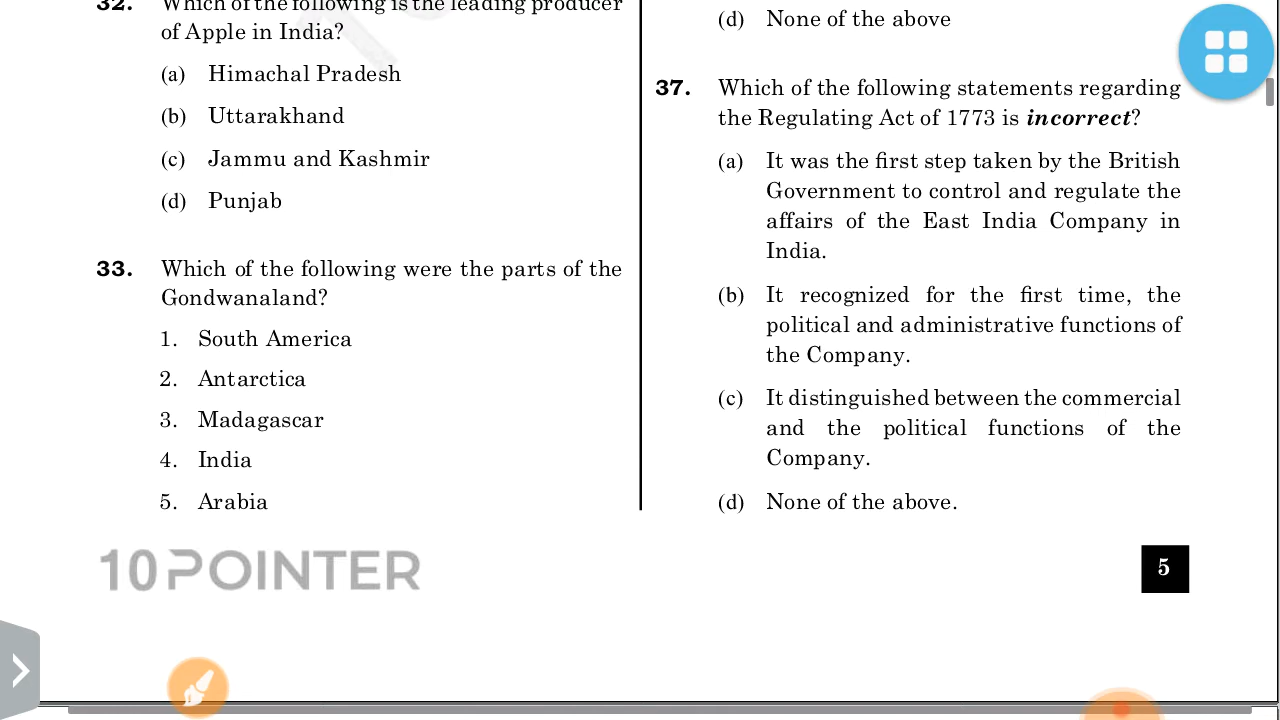 32. Which of the following is the leading producer
of Apple in India?
(a) Himachal Pradesh
(b) Uttarakhand
(c) Jammu and Kashmir
(d) Punjab
33. Which of the following were the parts of the
Gondwanaland?
1. South America
2. Antarctica
3. Madagascar
4. India
5. Arabia
(d) None of the above
37. Which of the following statements regarding
the Regulating Act of 1773 is incorrect?
(a) It was the first step taken by the British
Government to control and regulate the
affairs of the East India Company in
India.
(b) It recognized for the first time, the
political and administrative functions of
the Company.
(c) It distinguished between the commercial
and the political functions of the
Company.
(d) None of the above.
10 POINTER
5